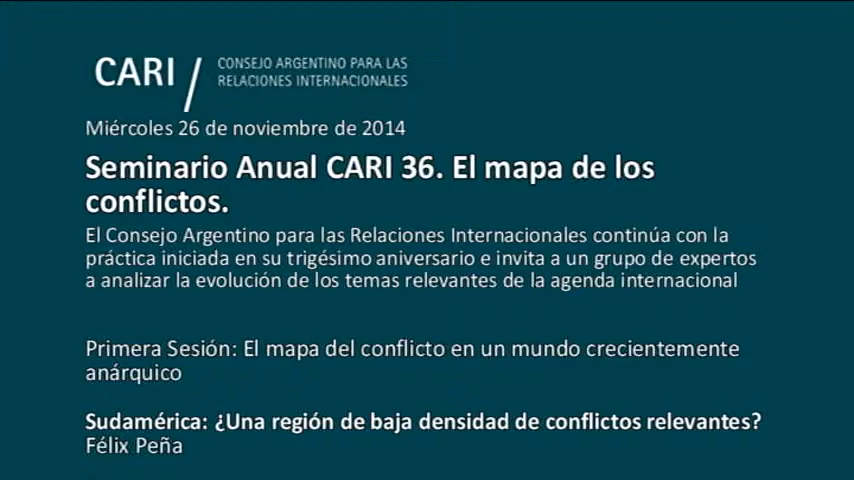 CARI
CONSEJO ARGENTINO PARA LAS
RELACIONES INTERNACIONALES
Miércoles 26 de noviembre de 2014
Seminario Anual CARI 36. El mapa de los
conflictos.
El Consejo Argentino para las Relaciones Internacionales continúa con la
práctica iniciada en su trigésimo aniversario e invita a un grupo de expertos
a analizar la evolución de los temas relevantes de la agenda internacional
Primera Sesión: El mapa del conflicto en un mundo crecientemente
anárquico
Sudamérica: ¿Una región de baja densidad de conflictos relevantes?
Félix Peña